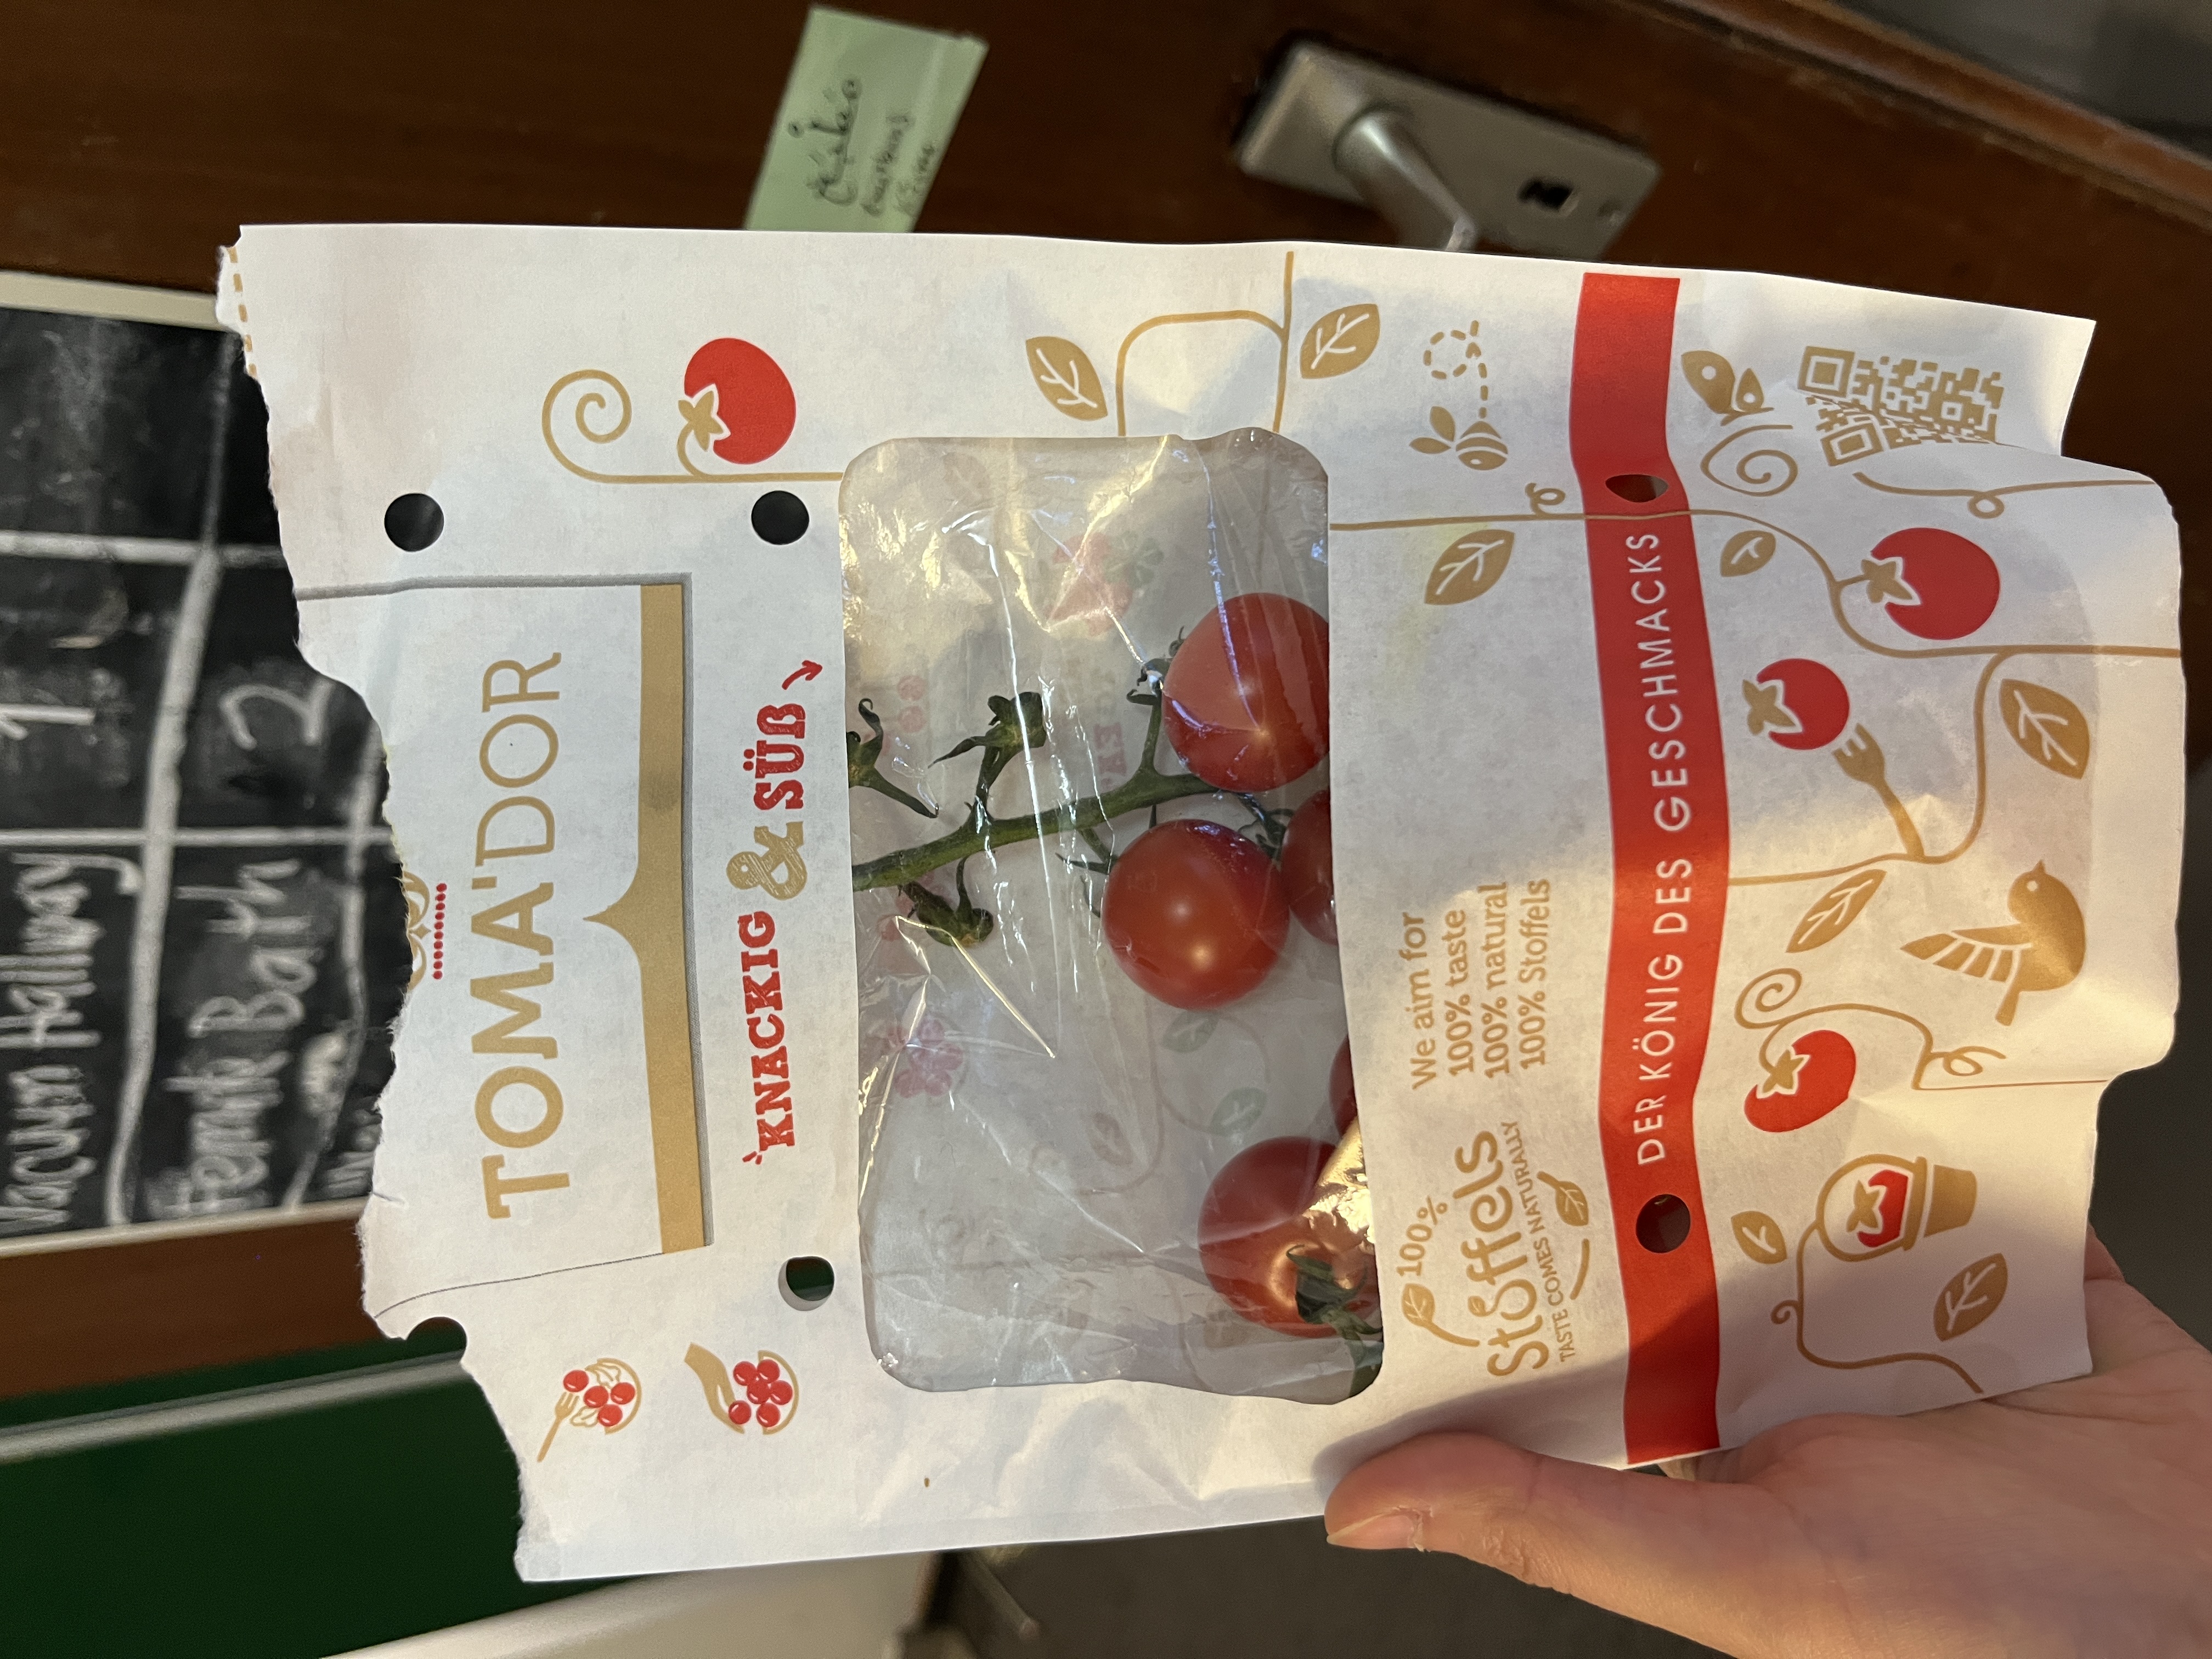 Vacuum Hallway 1
Female Bath 2
TOMA'DOR
KNACKIG & SÜß
مطبخ
100%
Stoffels
TASTE COMES NATURALLY
We aim for
100% taste
100% natural
100% Stoffels
DER KÖNIG DES GESCHMACKS